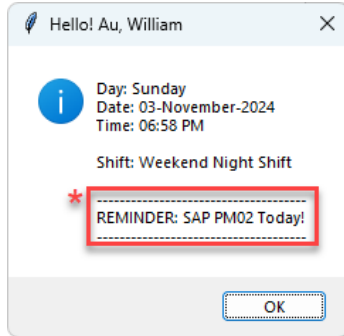 Hello! Au, William
Day: Sunday
Date: 03-November-2024
Time: 06:58 PM
Shift: Weekend Night Shift
*
-----------------------------------
REMINDER: SAP PM02 Today!
-----------------------------------
OK